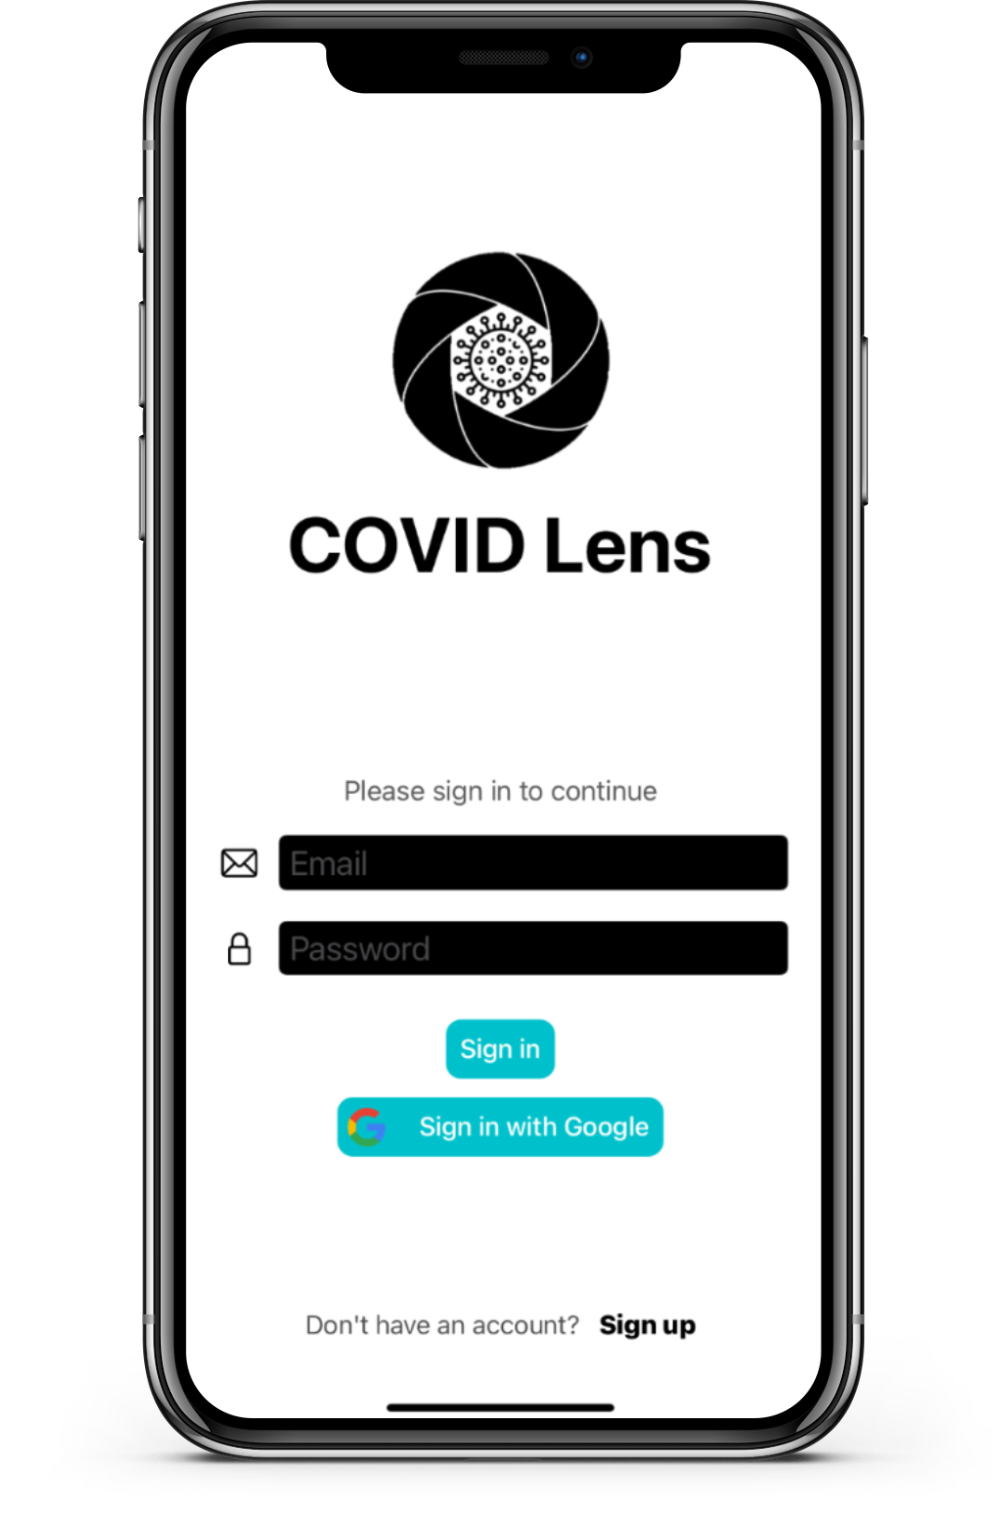 COVID Lens
Please sign in to continue
Email
Password
Sign in
Sign in with Google
Don't have an account? Sign up